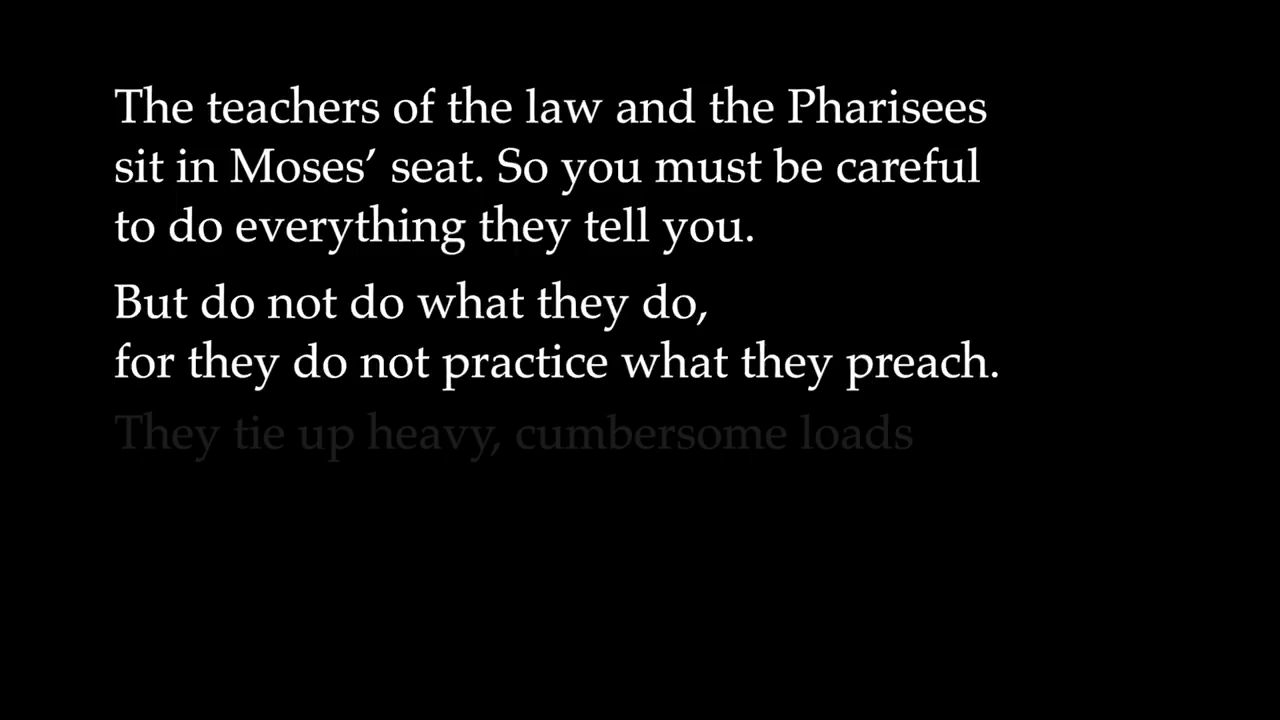 The teachers of the law and the Pharisees
sit in Moses’ seat. So you must be careful
to do everything they tell you.
But do not do what they do,
for they do not practice what they preach.
They tie up heavy, cumbersome loads